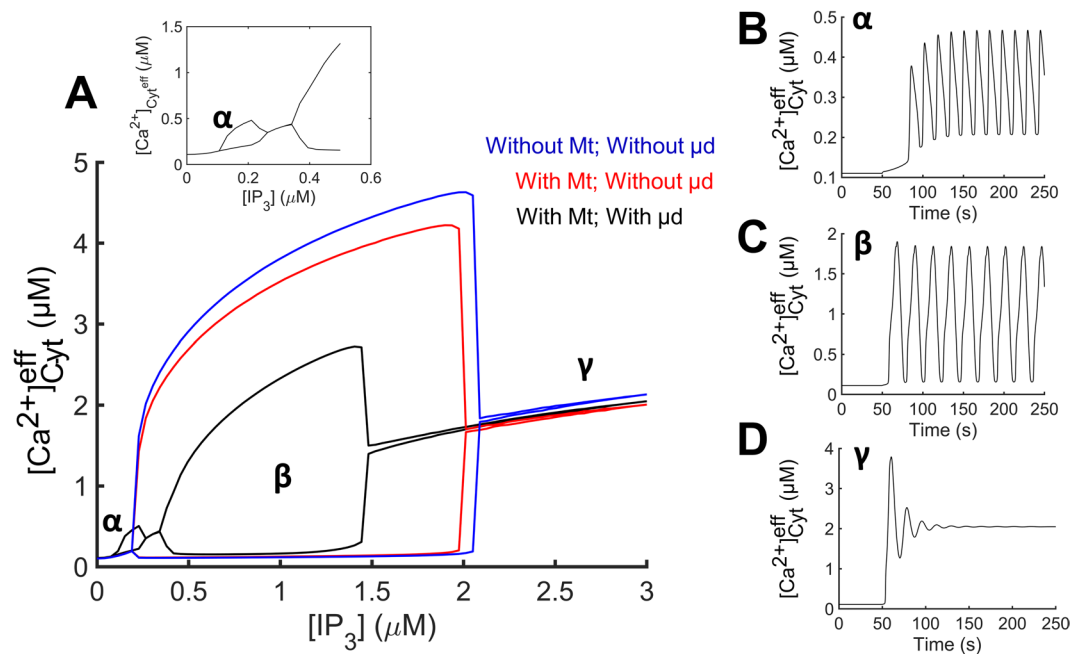 A
[Ca²⁺]Cytᵉᶠᶠ (μM)
1.5
1
0.5
0
α
0 0.2 0.4 0.6
[IP₃] (μM)
Without Mt; Without μd
With Mt; Without μd
With Mt; With μd
[Ca²⁺]ᵉᶠᶠCyt (μM)
5
4
3
2
1
0
α
β
γ
0 0.5 1 1.5 2 2.5 3
[IP₃] (μM)
B
α
[Ca²⁺]ᵉᶠᶠCyt (μM)
0.5
0.4
0.3
0.2
0.1
0 50 100 150 200 250
Time (s)
C
β
[Ca²⁺]ᵉᶠᶠCyt (μM)
2
1.5
1
0.5
0
0 50 100 150 200 250
Time (s)
D
γ
[Ca²⁺]ᵉᶠᶠCyt (μM)
4
3
2
1
0
0 50 100 150 200 250
Time (s)